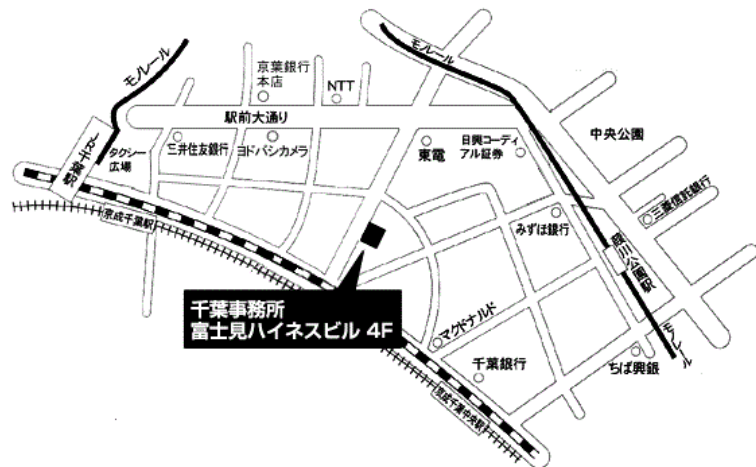 モノレール
モノレール
京葉銀行
本店
NTT
駅前大通り
中央公園
JR千葉駅
タクシー
広場
三井住友銀行
ヨドバシカメラ
東電
日興コーディ
アル証券
三菱信託銀行
京成千葉駅
みずほ銀行
葭川公園駅
千葉事務所
富士見ハイネスビル 4F
マクドナルド
千葉銀行
ちば興銀
モノレール
京成千葉中央駅